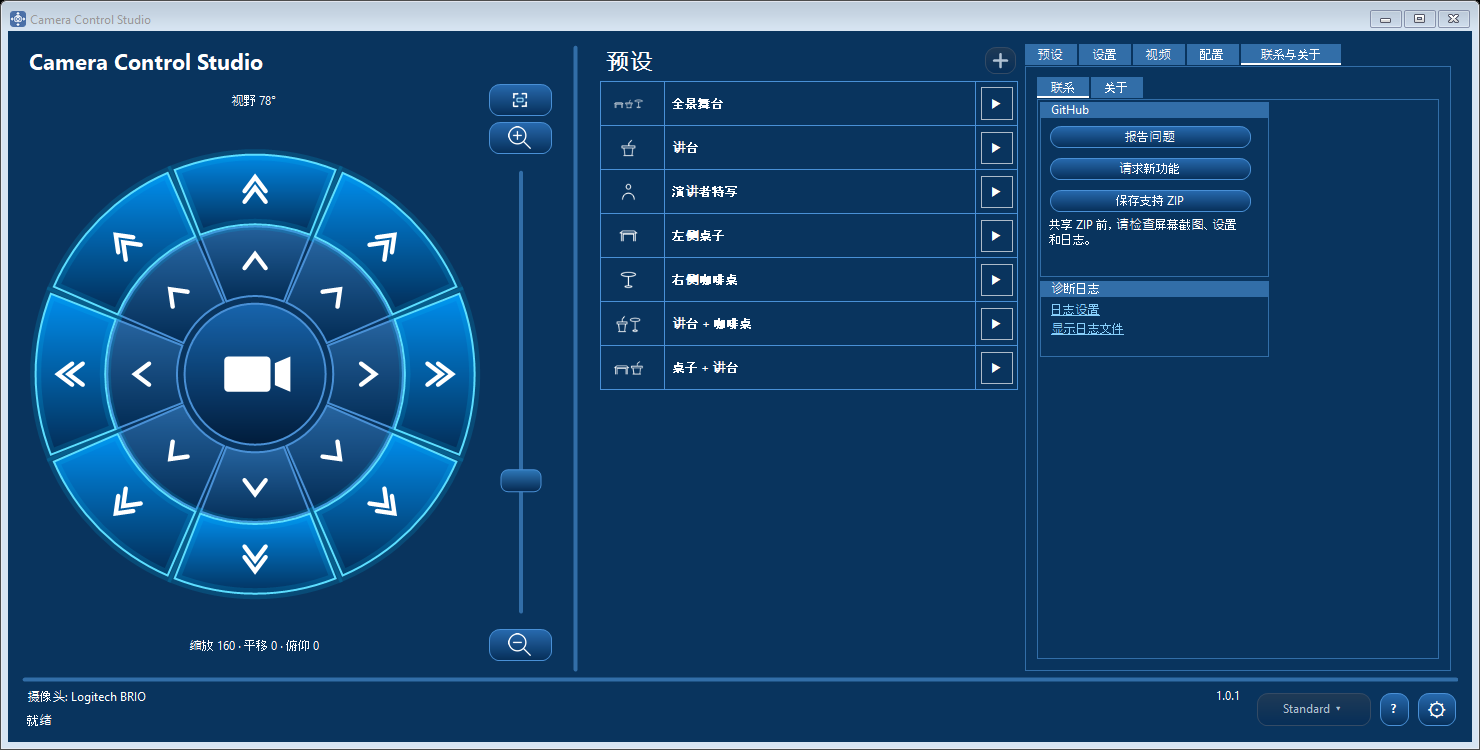 Camera Control Studio
Camera Control Studio
视野 78°
缩放 160 · 平移 0 · 俯仰 0
预设
全景舞台
讲台
演讲者特写
左侧桌子
右侧咖啡桌
讲台 + 咖啡桌
桌子 + 讲台
预设 设置 视频 配置 联系与关于
联系 关于
GitHub
报告问题
请求新功能
保存支持 ZIP
共享 ZIP 前，请检查屏幕截图、设置
和日志。
诊断日志
日志设置
显示日志文件
摄像头: Logitech BRIO
就绪
1.0.1
Standard
?